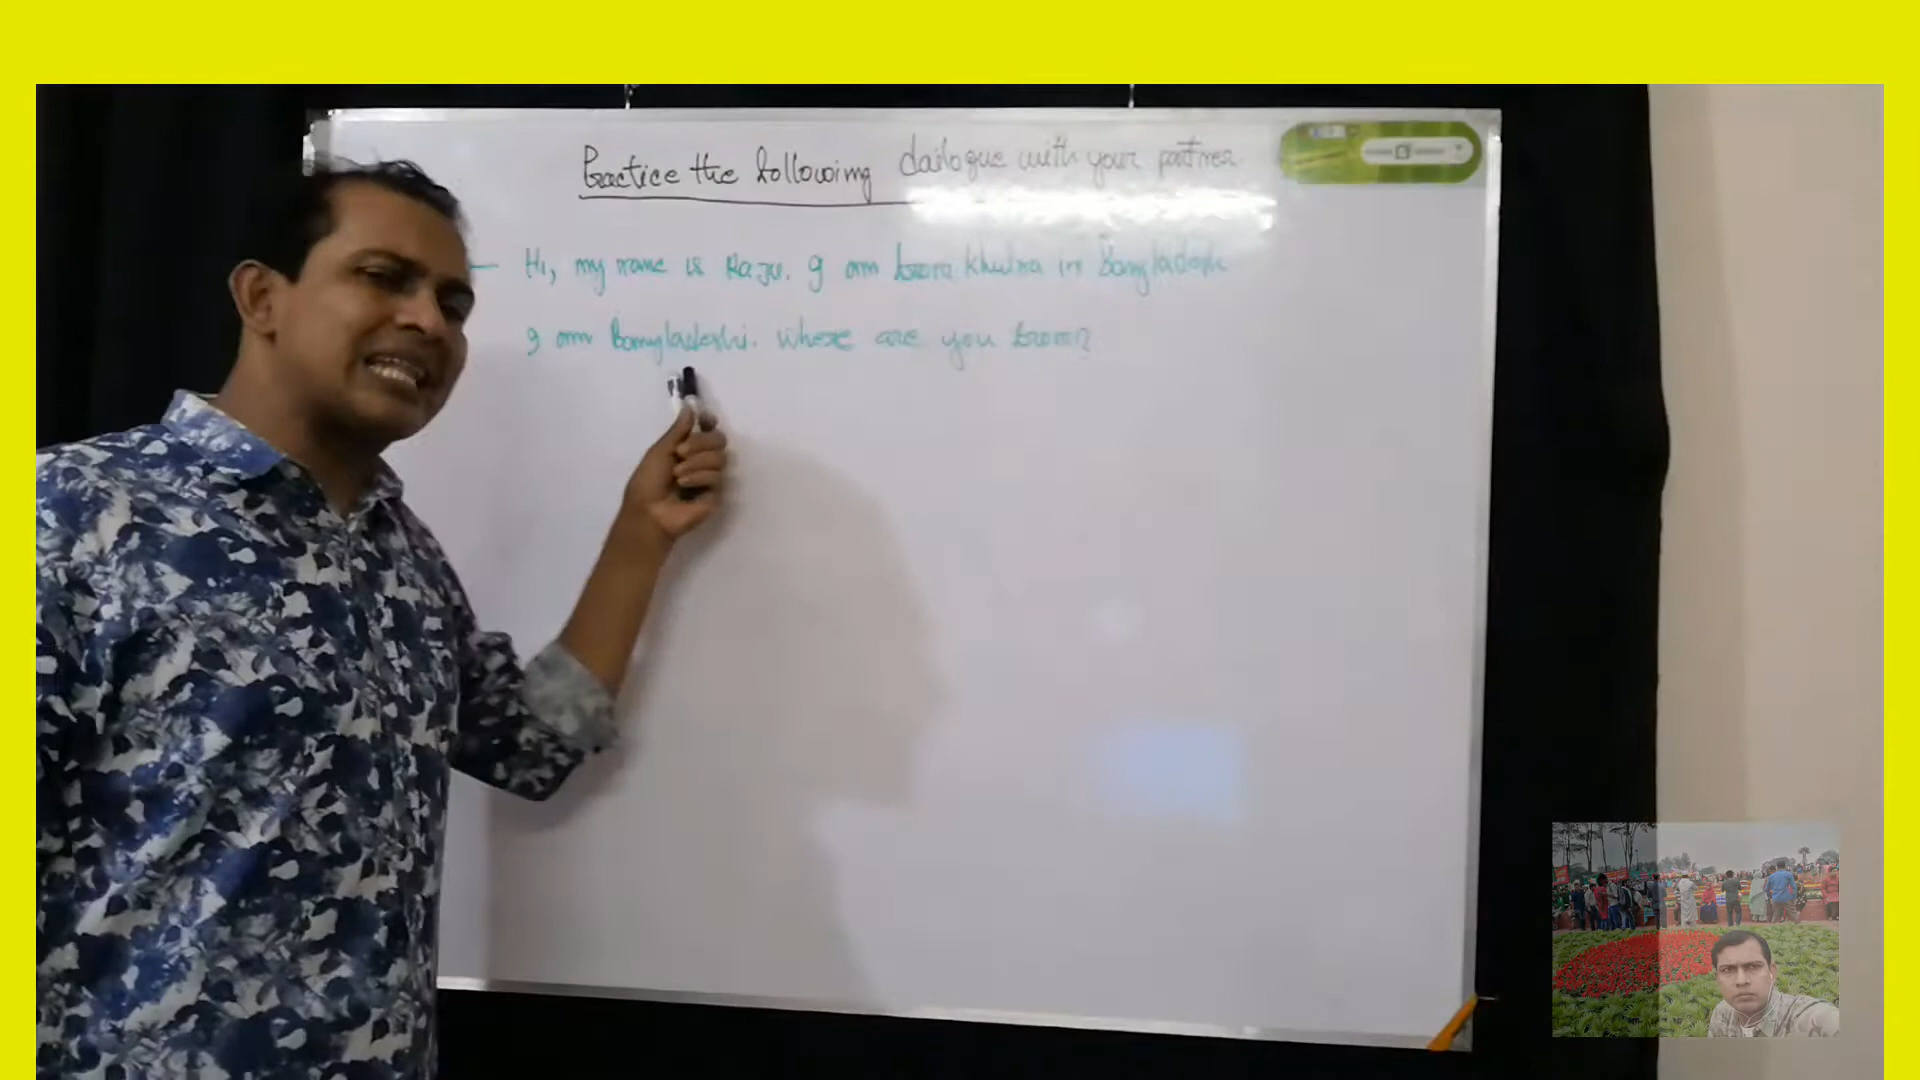 Practice the following dailogue with your partner
– Hi, my name is Raju. I am from Khulna in Bangladesh
I am Bangladeshi. Where are you from?